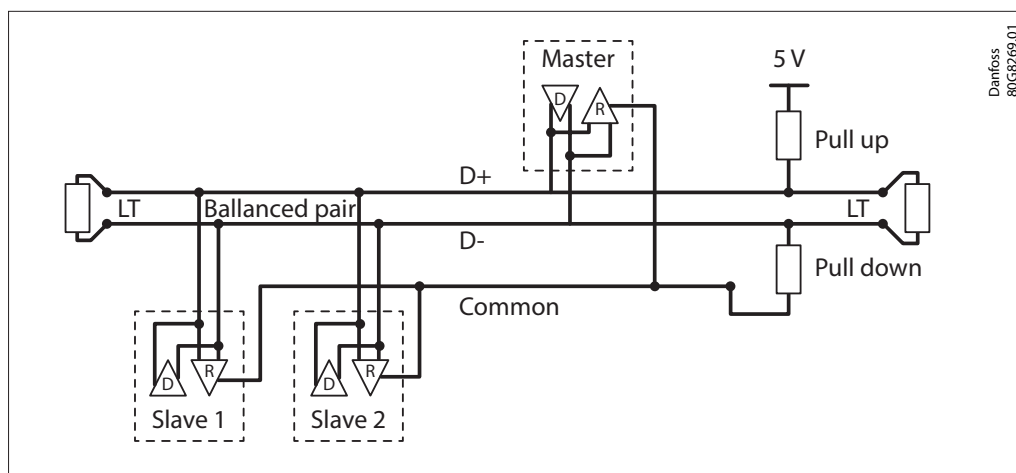 Danfoss
80G8269.01
Master
5 V
D
R
Pull up
D+
LT
Ballanced pair
LT
D-
Pull down
Common
D
R
D
R
Slave 1
Slave 2